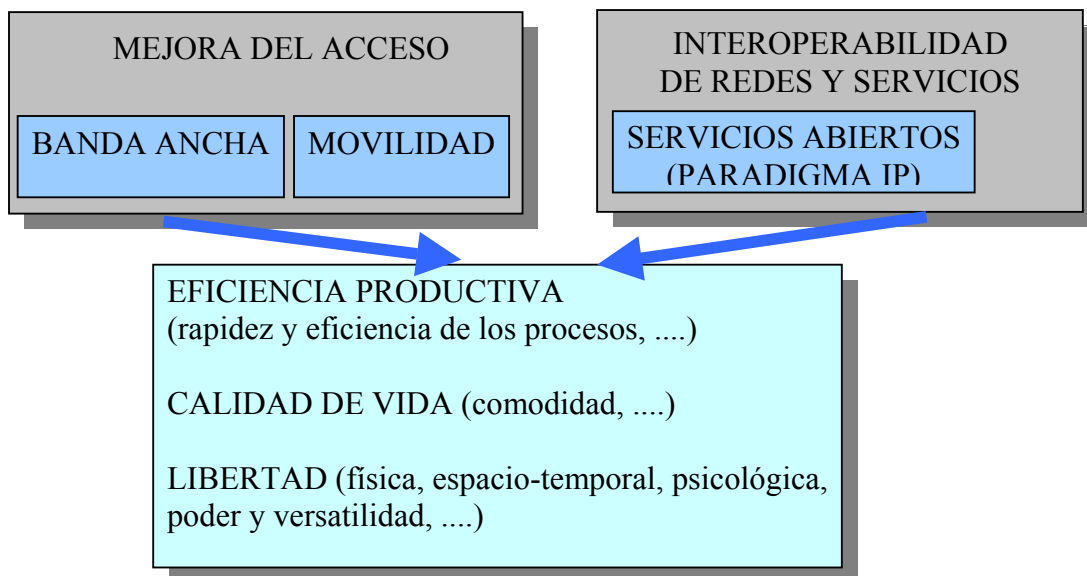 MEJORA DEL ACCESO
BANDA ANCHA
MOVILIDAD
INTEROPERABILIDAD
DE REDES Y SERVICIOS
SERVICIOS ABIERTOS
(PARADIGMA IP)
EFICIENCIA PRODUCTIVA
(rapidez y eficiencia de los procesos, ....)
CALIDAD DE VIDA (comodidad, ....)
LIBERTAD (física, espacio-temporal, psicológica,
poder y versatilidad, ....)